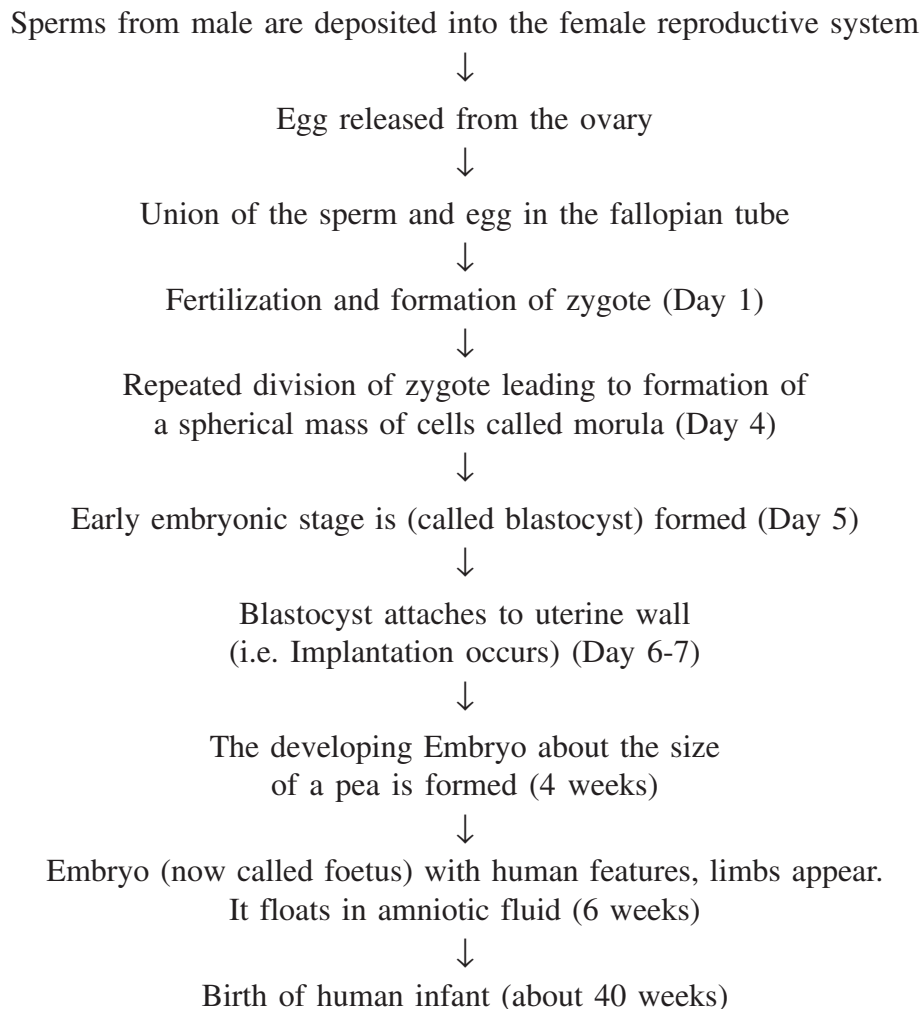 Sperms from male are deposited into the female reproductive system
↓
Egg released from the ovary
↓
Union of the sperm and egg in the fallopian tube
↓
Fertilization and formation of zygote (Day 1)
↓
Repeated division of zygote leading to formation of
a spherical mass of cells called morula (Day 4)
↓
Early embryonic stage is (called blastocyst) formed (Day 5)
↓
Blastocyst attaches to uterine wall
(i.e. Implantation occurs) (Day 6-7)
↓
The developing Embryo about the size
of a pea is formed (4 weeks)
↓
Embryo (now called foetus) with human features, limbs appear.
It floats in amniotic fluid (6 weeks)
↓
Birth of human infant (about 40 weeks)